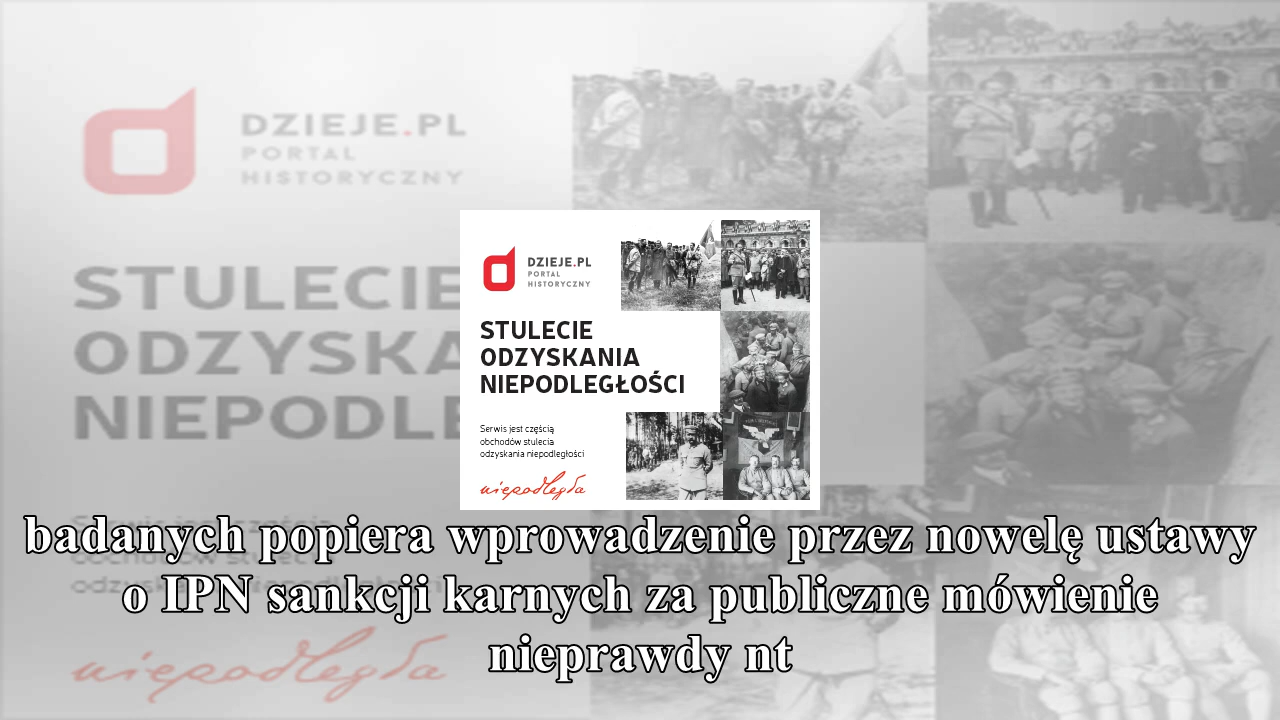 DZIEJE.PL
PORTAL
HISTORYCZNY
STULECIE
ODZYSKANIA
NIEPODLEGŁOŚCI
Serwis jest częścią
obchodów stulecia
odzyskania niepodległości
niepodległa
badanych popiera wprowadzenie przez nowelę ustawy
o IPN sankcji karnych za publiczne mówienie
nieprawdy nt